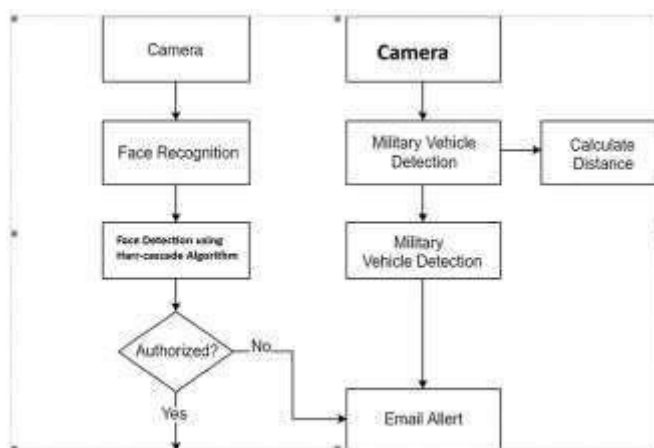 Camera
Camera
Face Recognition
Military Vehicle
Detection
Calculate
Distance
Face Detection using
Harr-cascade Algorithm
Military
Vehicle Detection
Authorized?
No
Yes
Email Allert